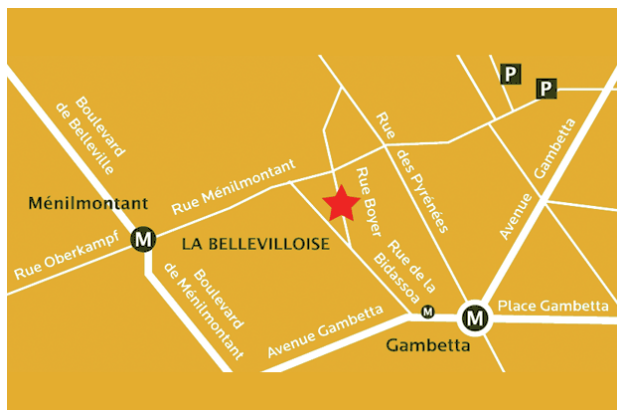 P
P
Boulevard
de Belleville
Rue
des Pyrénées
Avenue Gambetta
Rue Ménilmontant
Rue Boyer
Ménilmontant
M
Rue Oberkampf
LA BELLEVILLOISE
Rue de la
Bidassoa
Boulevard
de Ménilmontant
Avenue Gambetta
M
M
Place Gambetta
Gambetta